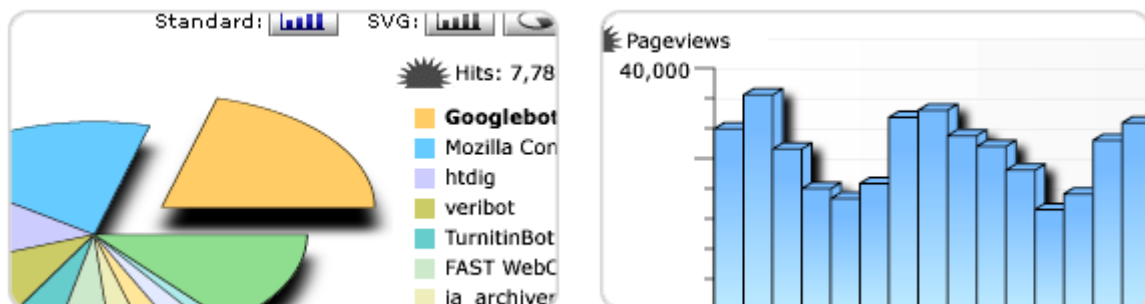 Standard: SVG:
Hits: 7,78
Googlebot
Mozilla Con
htdig
veribot
TurnitinBot
FAST WebC
ia_archiver
Pageviews
40,000